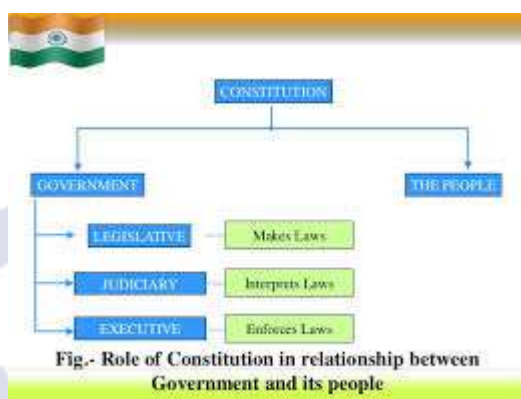 CONSTITUTION
GOVERNMENT
THE PEOPLE
LEGISLATIVE
Makes Laws
JUDICIARY
Interprets Laws
EXECUTIVE
Enforces Laws
Fig.- Role of Constitution in relationship between
Government and its people